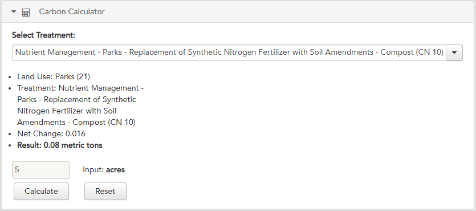 Carbon Calculator
Select Treatment:
Nutrient Management - Parks - Replacement of Synthetic Nitrogen Fertilizer with Soil Amendments - Compost (CN 10)
• Land Use: Parks (21)
• Treatment: Nutrient Management -
Parks - Replacement of Synthetic
Nitrogen Fertilizer with Soil
Amendments - Compost (CN 10)
• Net Change: 0.016
• Result: 0.08 metric tons
5 Input: acres
Calculate Reset